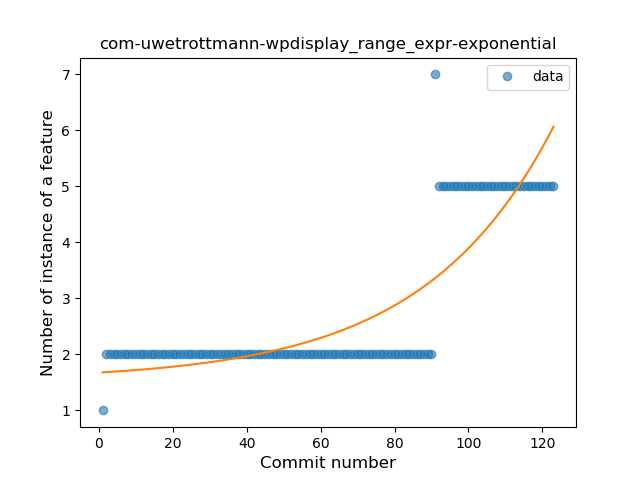 com-uwetrottmann-wpdisplay_range_expr-exponential
data
Number of instance of a feature
7
6
5
4
3
2
1
0 20 40 60 80 100 120
Commit number